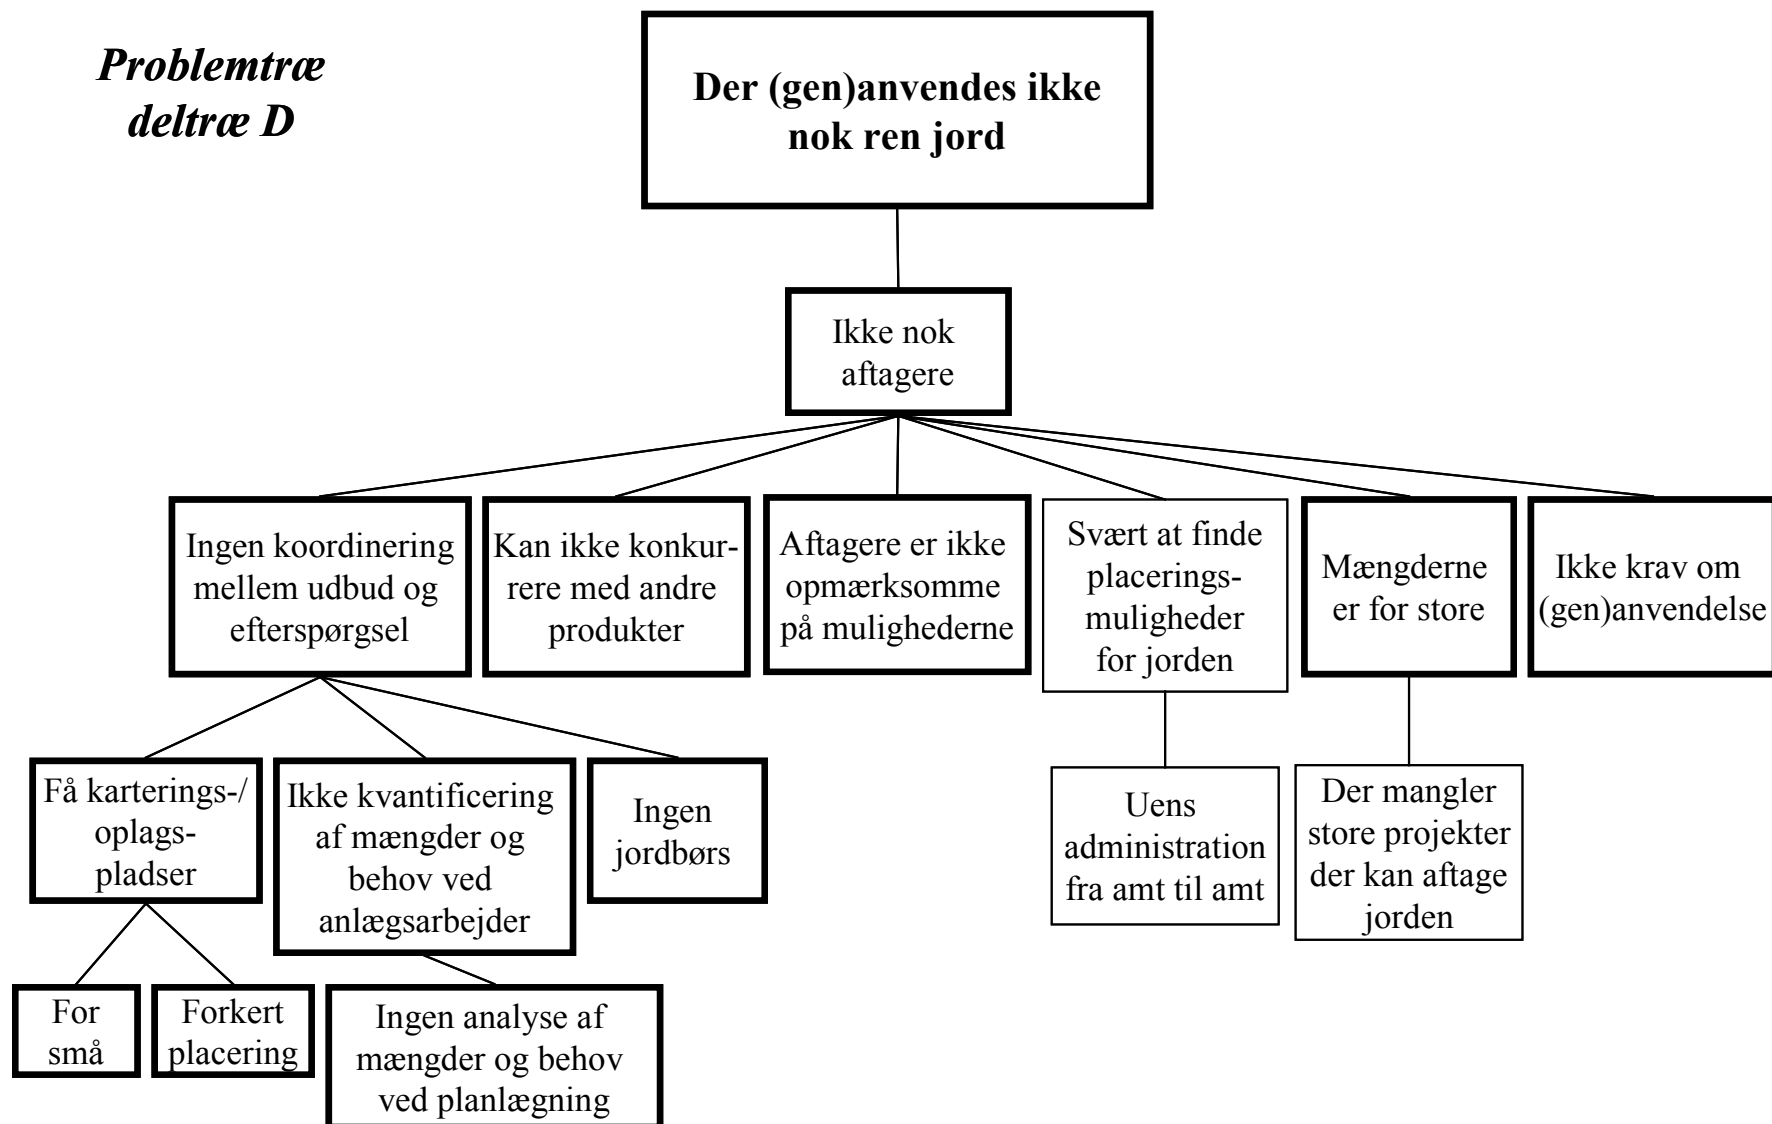 Problemtræ
deltræ D
Der (gen)anvendes ikke
nok ren jord
Ikke nok
aftagere
Ingen koordinering
mellem udbud og
efterspørgsel
Kan ikke konkur-
rere med andre
produkter
Aftagere er ikke
opmærksomme
på mulighederne
Svært at finde
placerings-
muligheder
for jorden
Mængderne
er for store
Ikke krav om
(gen)anvendelse
Få karterings-/
oplags-
pladser
Ikke kvantificering
af mængder og
behov ved
anlægsarbejder
Ingen
jordbørs
Uens
administration
fra amt til amt
Der mangler
store projekter
der kan aftage
jorden
For
små
Forkert
placering
Ingen analyse af
mængder og behov
ved planlægning